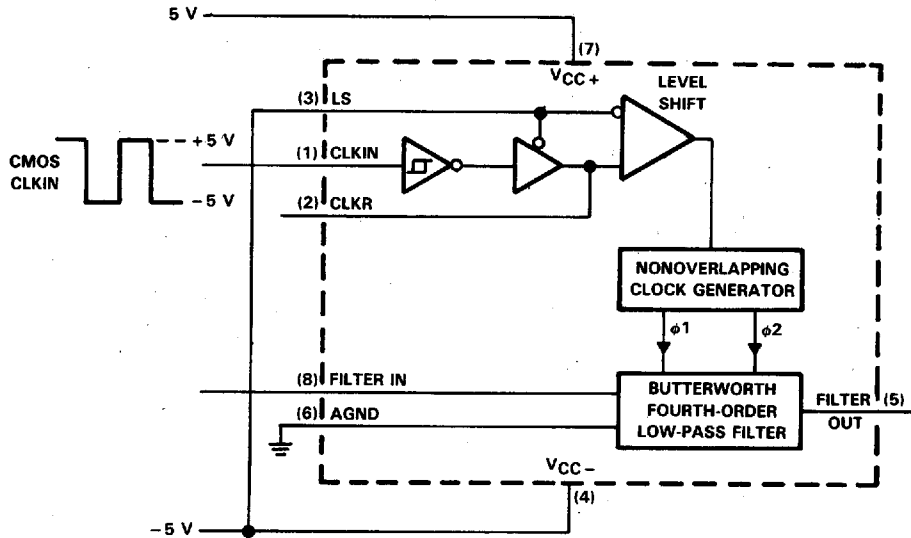 5 V
(7)
VCC+
LEVEL
SHIFT
(3) LS
CMOS
CLKIN
+5 V
-5 V
(1) CLKIN
(2) CLKR
NONOVERLAPPING
CLOCK GENERATOR
ϕ1
ϕ2
(8) FILTER IN
(6) AGND
BUTTERWORTH
FOURTH-ORDER
LOW-PASS FILTER
FILTER (5)
OUT
VCC−
(4)
-5 V